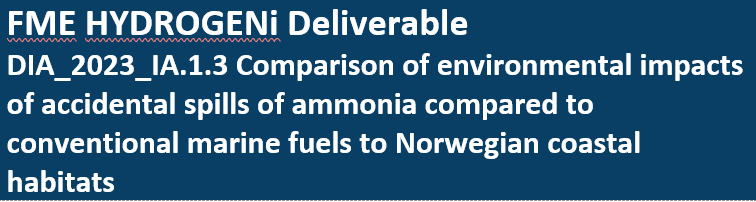 FME HYDROGENi Deliverable
DIA_2023_IA.1.3 Comparison of environmental impacts
of accidental spills of ammonia compared to
conventional marine fuels to Norwegian coastal
habitats